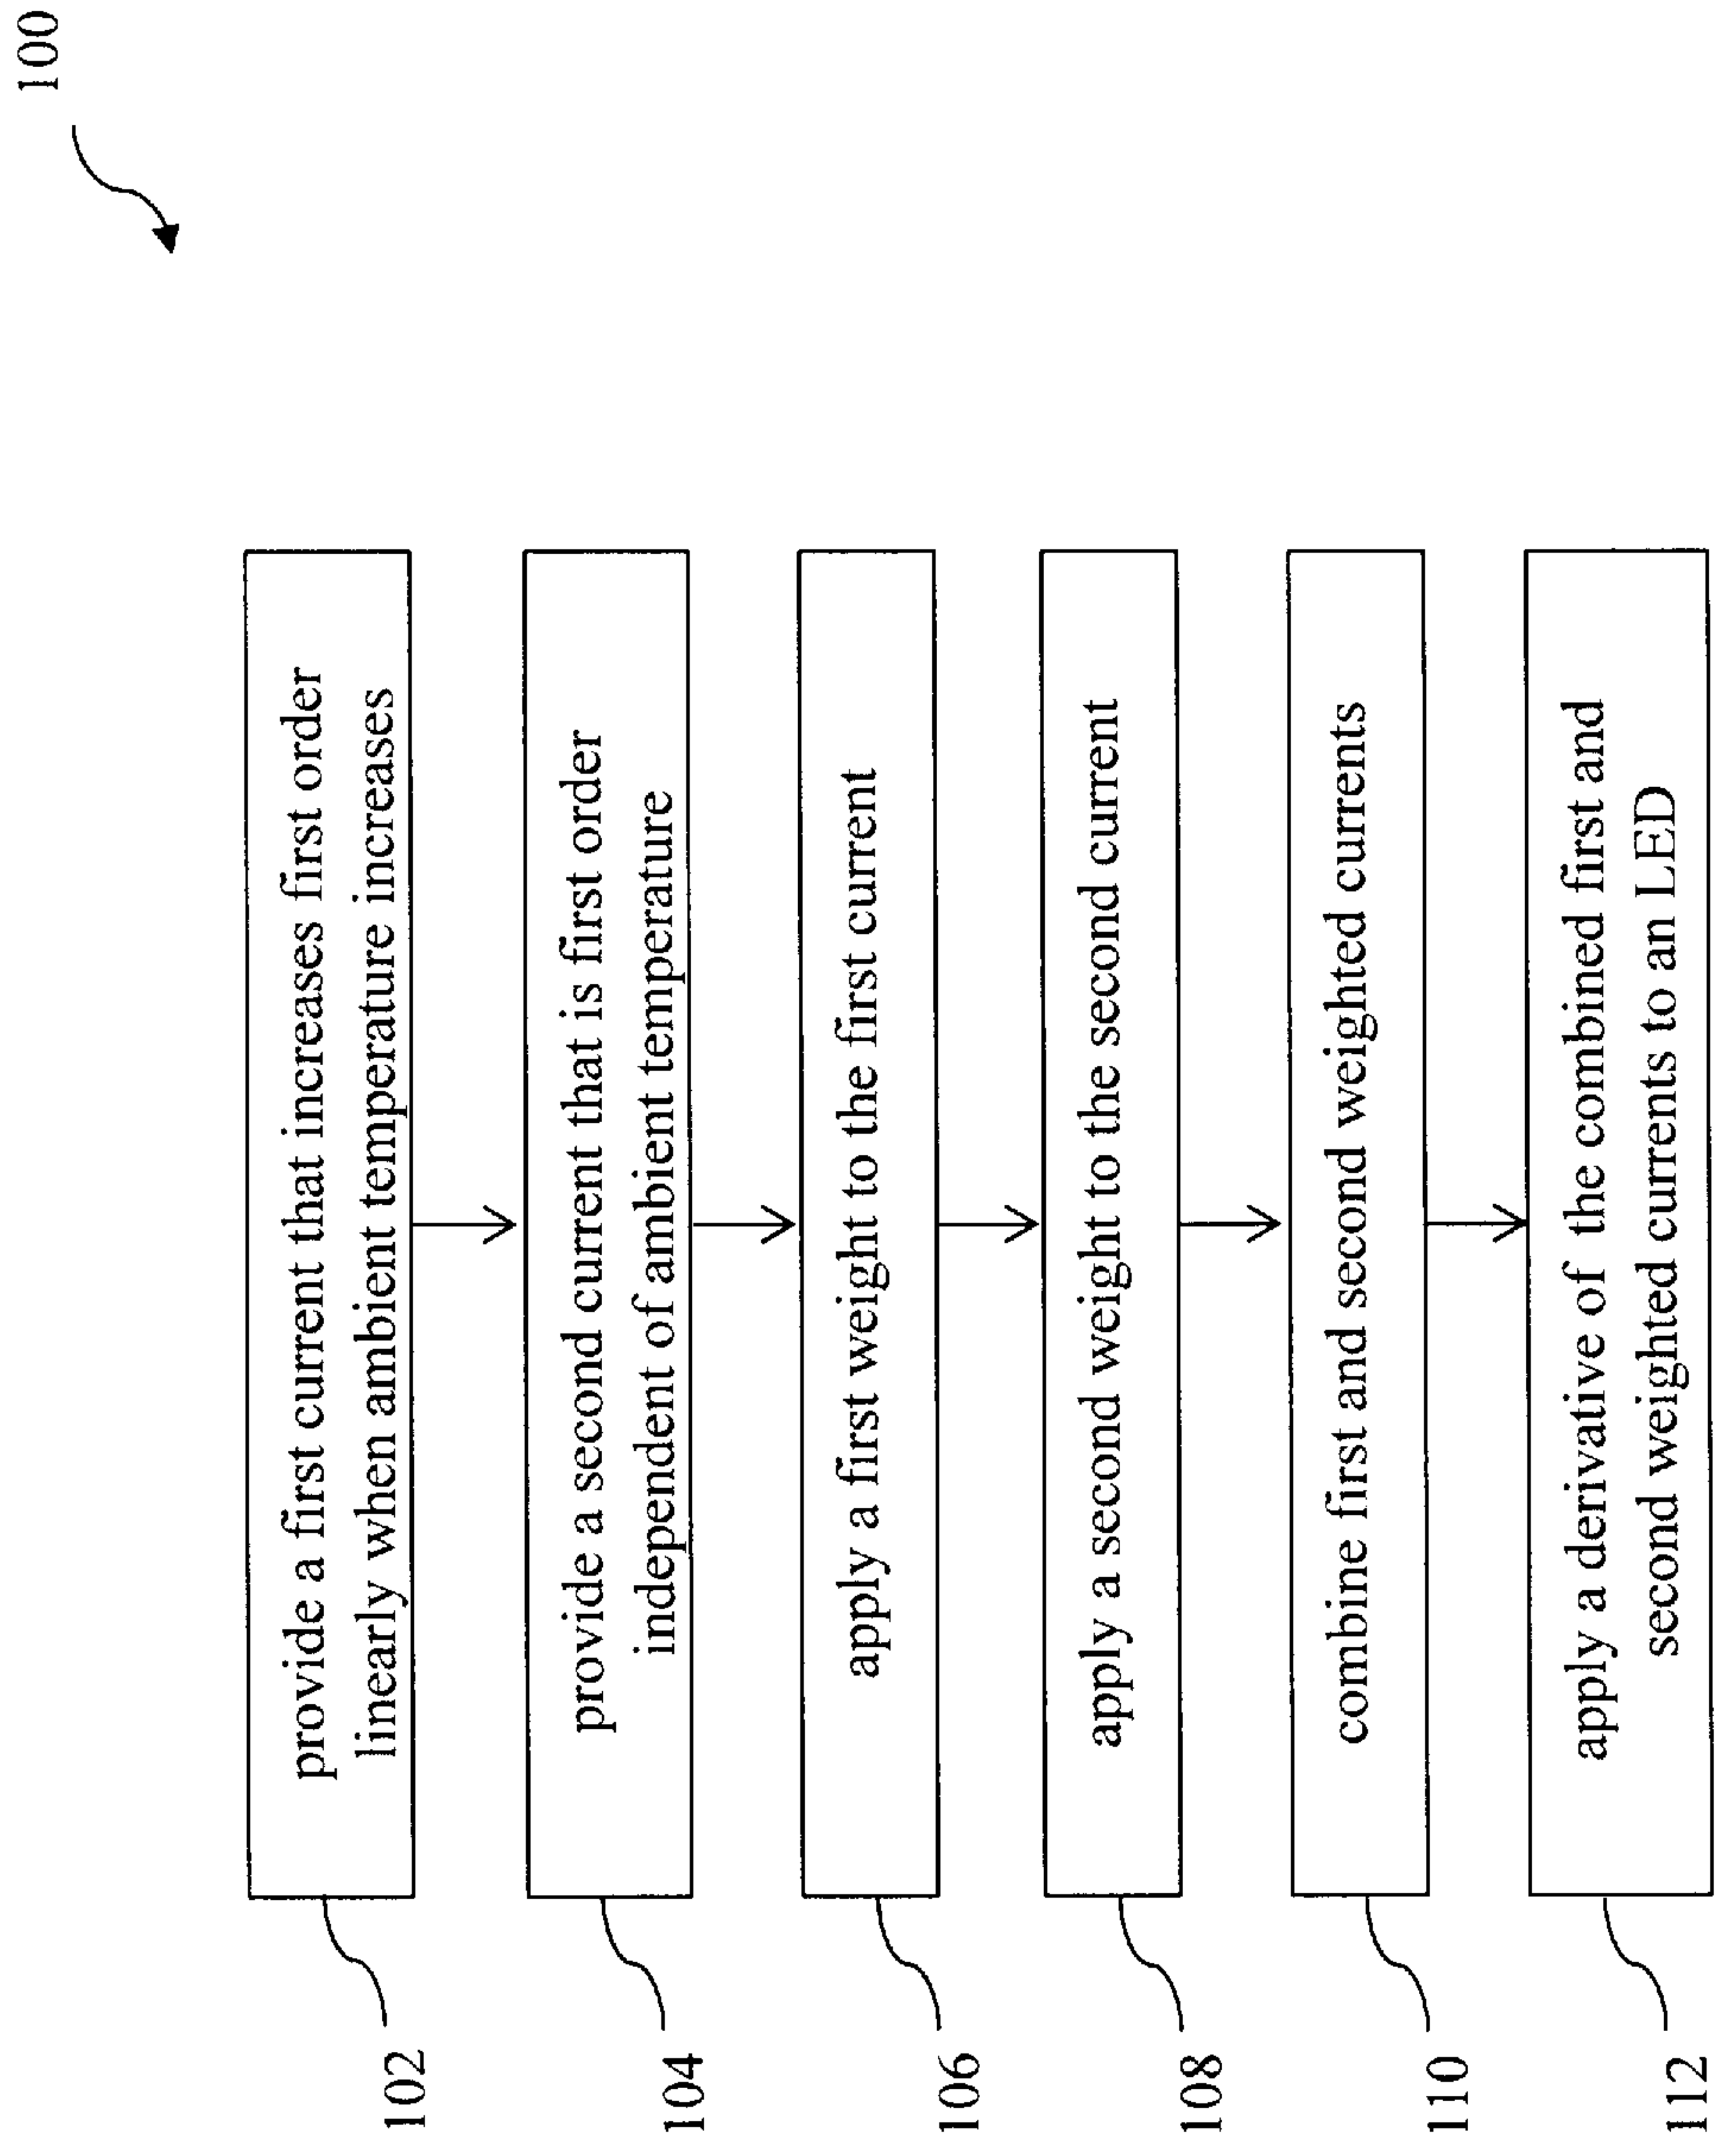 100
102
provide a first current that increases first order
linearly when ambient temperature increases
104
provide a second current that is first order
independent of ambient temperature
106
apply a first weight to the first current
108
apply a second weight to the second current
110
combine first and second weighted currents
112
apply a derivative of the combined first and
second weighted currents to an LED